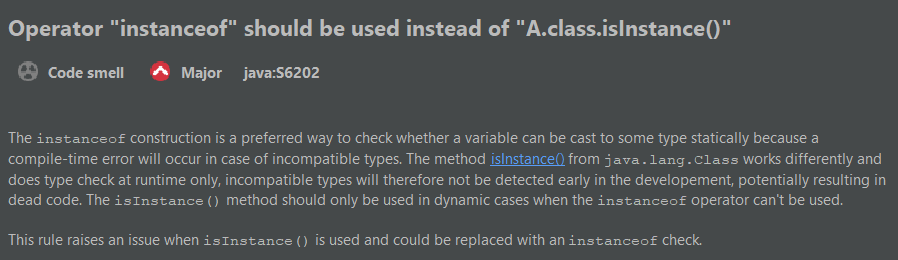 Operator "instanceof" should be used instead of "A.class.isInstance()"
Code smell Major java:S6202
The instanceof construction is a preferred way to check whether a variable can be cast to some type statically because a
compile-time error will occur in case of incompatible types. The method isInstance() from java.lang.Class works differently and
does type check at runtime only, incompatible types will therefore not be detected early in the developement, potentially resulting in
dead code. The isInstance() method should only be used in dynamic cases when the instanceof operator can't be used.
This rule raises an issue when isInstance() is used and could be replaced with an instanceof check.